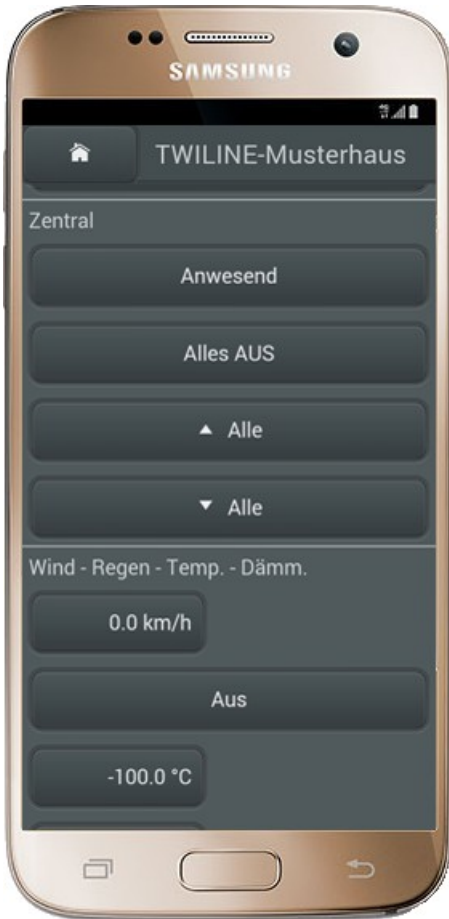 SAMSUNG
TWILINE-Musterhaus
Zentral
Anwesend
Alles AUS
▲ Alle
▼ Alle
Wind - Regen - Temp. - Dämm.
0.0 km/h
Aus
-100.0 °C